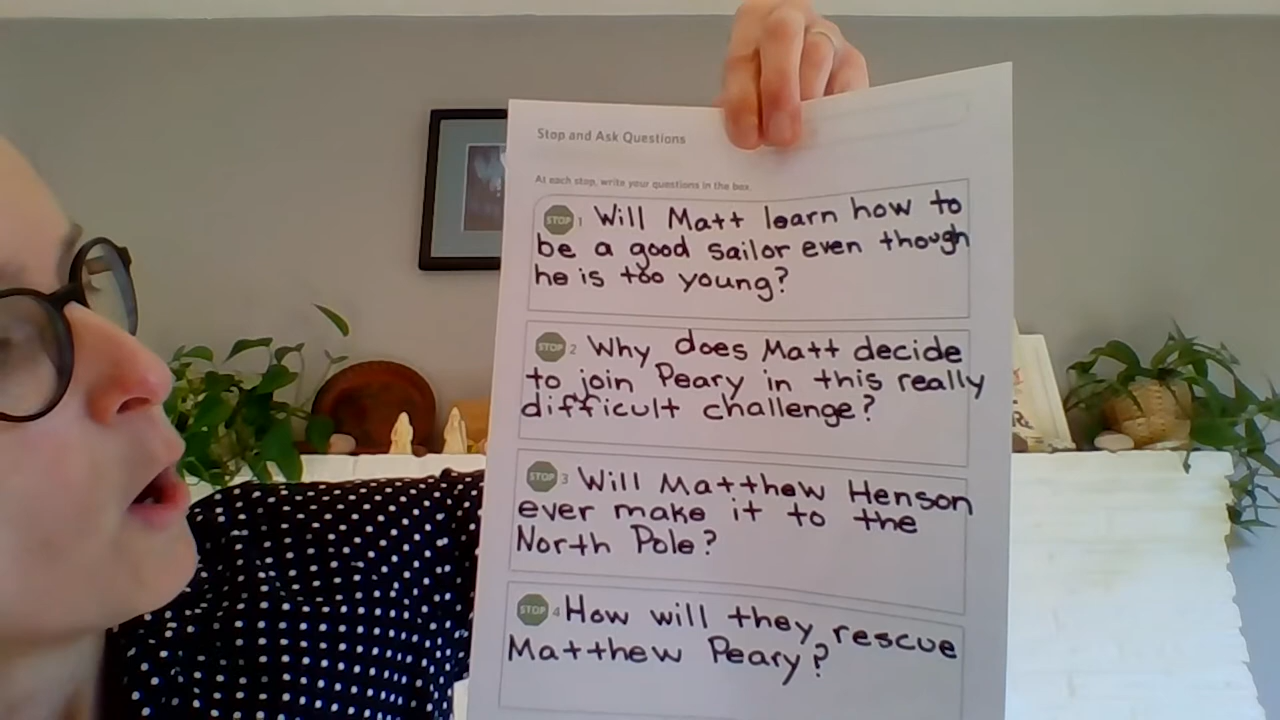 Stop and Ask Questions
At each stop, write your questions in the box.
STOP 1 Will Matt learn how to
be a good sailor even though
he is too young?
STOP 2 Why does Matt decide
to join Peary in this really
difficult challenge?
STOP 3 Will Matthew Henson
ever make it to the
North Pole?
STOP 4 How will they rescue
Matthew Peary?